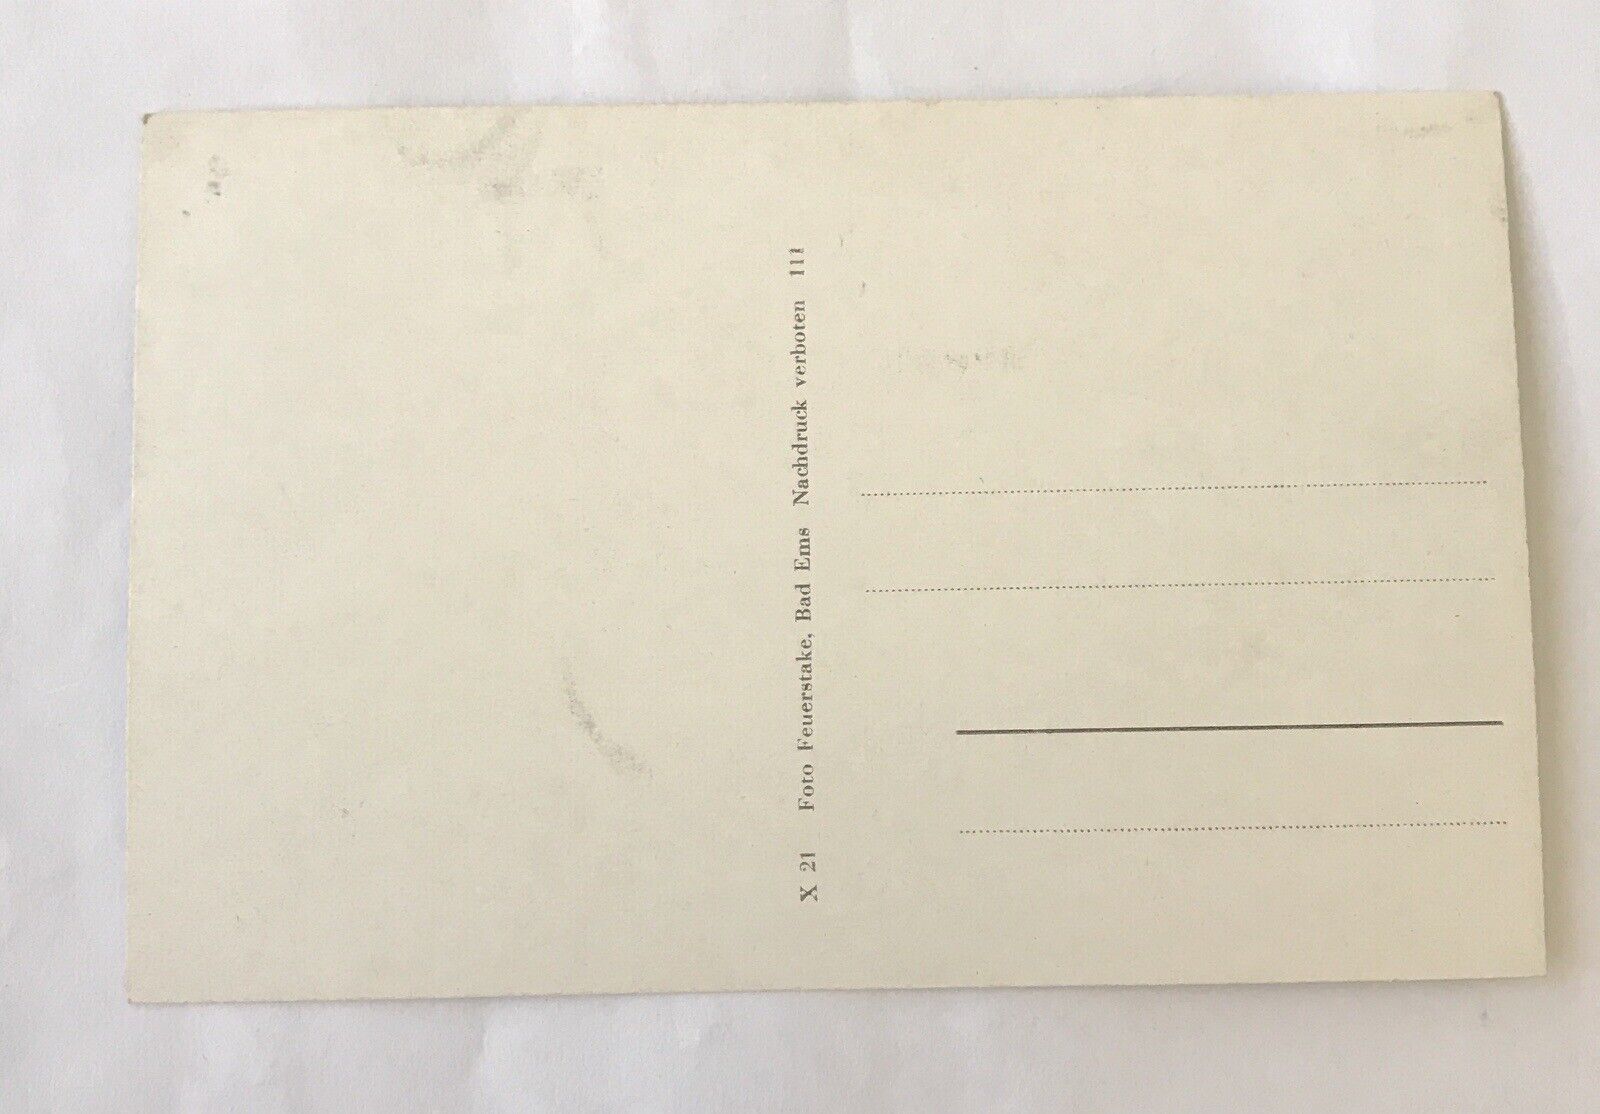 X 21 Foto Feuerstake, Bad Ems Nachdruck verboten 111